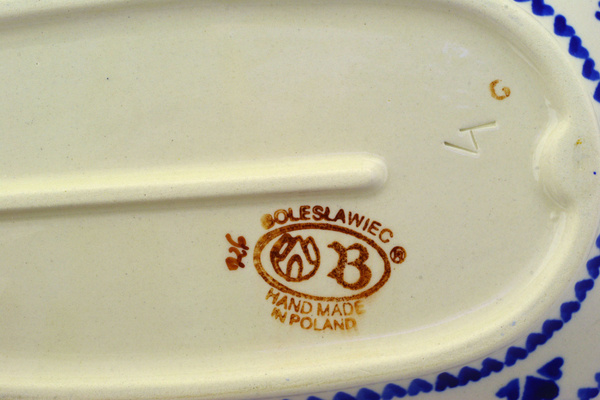 G
BOLESLAWIEC ®
B
HAND MADE
IN POLAND